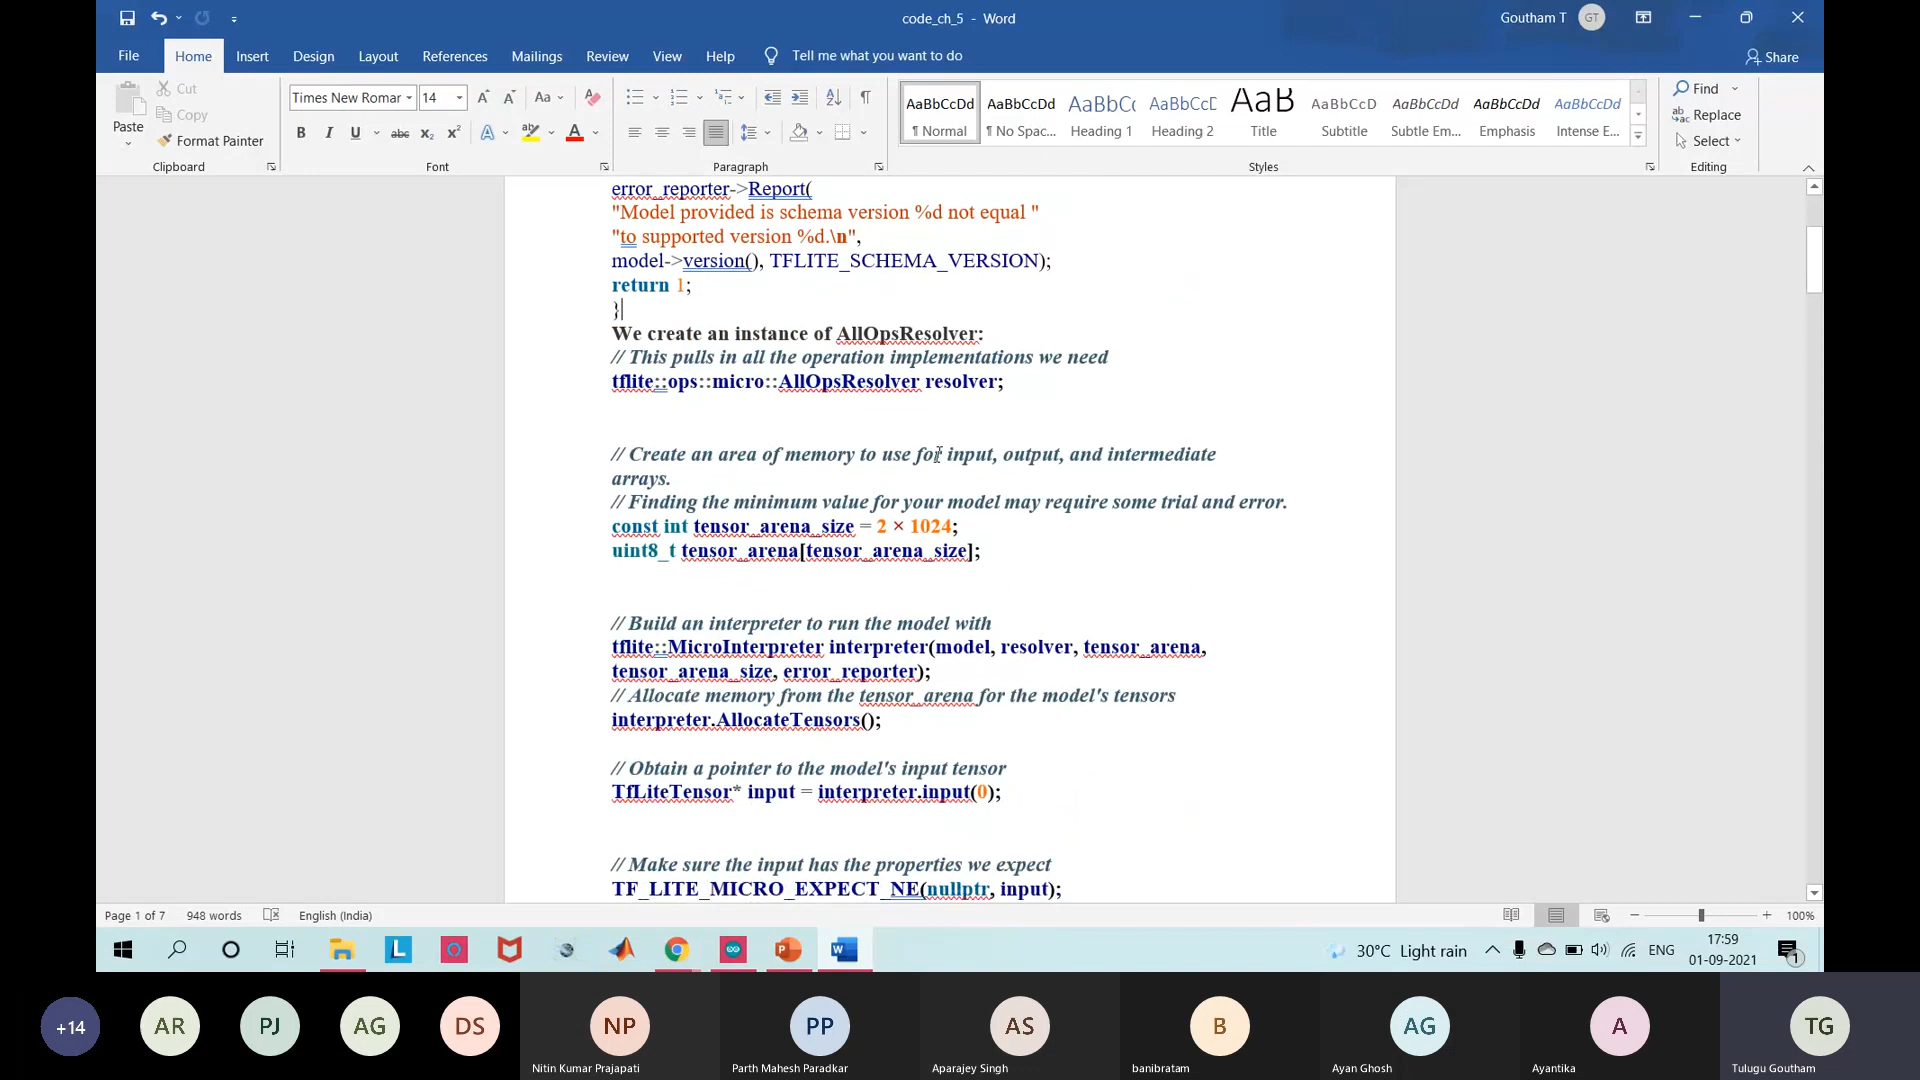 code_ch_5 - Word
Goutham T
GT
File
Home
Insert
Design
Layout
References
Mailings
Review
View
Help
Tell me what you want to do
Share
Paste
Cut
Copy
Format Painter
Clipboard
Times New Romar
14
Font
Paragraph
AaBbCcDd
¶ Normal
AaBbCcDd
¶ No Spac...
AaBbC(
Heading 1
AaBbCcC
Heading 2
AaB
Title
AaBbCcD
Subtitle
AaBbCcDd
Subtle Em...
AaBbCcDd
Emphasis
AaBbCcDd
Intense E...
Styles
Find
Replace
Select
Editing
error_reporter->Report(
"Model provided is schema version %d not equal "
"to supported version %d.\n",
model->version(), TFLITE_SCHEMA_VERSION);
return 1;
}
We create an instance of AllOpsResolver:
// This pulls in all the operation implementations we need
tflite::ops::micro::AllOpsResolver resolver;
// Create an area of memory to use for input, output, and intermediate
arrays.
// Finding the minimum value for your model may require some trial and error.
const int tensor_arena_size = 2 × 1024;
uint8_t tensor_arena[tensor_arena_size];
// Build an interpreter to run the model with
tflite::MicroInterpreter interpreter(model, resolver, tensor_arena,
tensor_arena_size, error_reporter);
// Allocate memory from the tensor_arena for the model's tensors
interpreter.AllocateTensors();
// Obtain a pointer to the model's input tensor
TfLiteTensor* input = interpreter.input(0);
// Make sure the input has the properties we expect
TF_LITE_MICRO_EXPECT_NE(nullptr, input);
Page 1 of 7
948 words
English (India)
100%
30°C Light rain
ENG
17:59
01-09-2021
1
+14
AR
PJ
AG
DS
NP
Nitin Kumar Prajapati
PP
Parth Mahesh Paradkar
AS
Aparajey Singh
B
banibratam
AG
Ayan Ghosh
A
Ayantika
TG
Tulugu Goutham